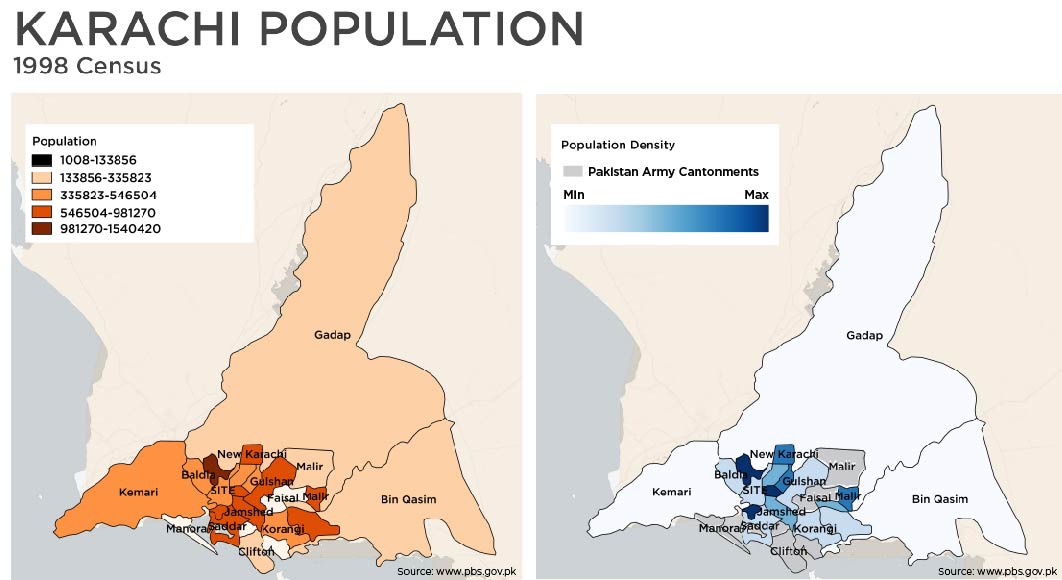 KARACHI POPULATION
1998 Census
Population
1008-133856
133856-335823
335823-546504
546504-981270
981270-1540420
Gadap
New Karachi
Baldia
Malir
Gulshan
Kemari
SITE
Faisal
Malir
Bin Qasim
Jamshed
Manora
Saddar
Korangi
Clifton
Source: www.pbs.gov.pk
Population Density
Pakistan Army Cantonments
Min
Max
Gadap
New Karachi
Baldia
Malir
Gulshan
Kemari
SITE
Faisal
Malir
Bin Qasim
Jamshed
Manora
Saddar
Korangi
Clifton
Source: www.pbs.gov.pk